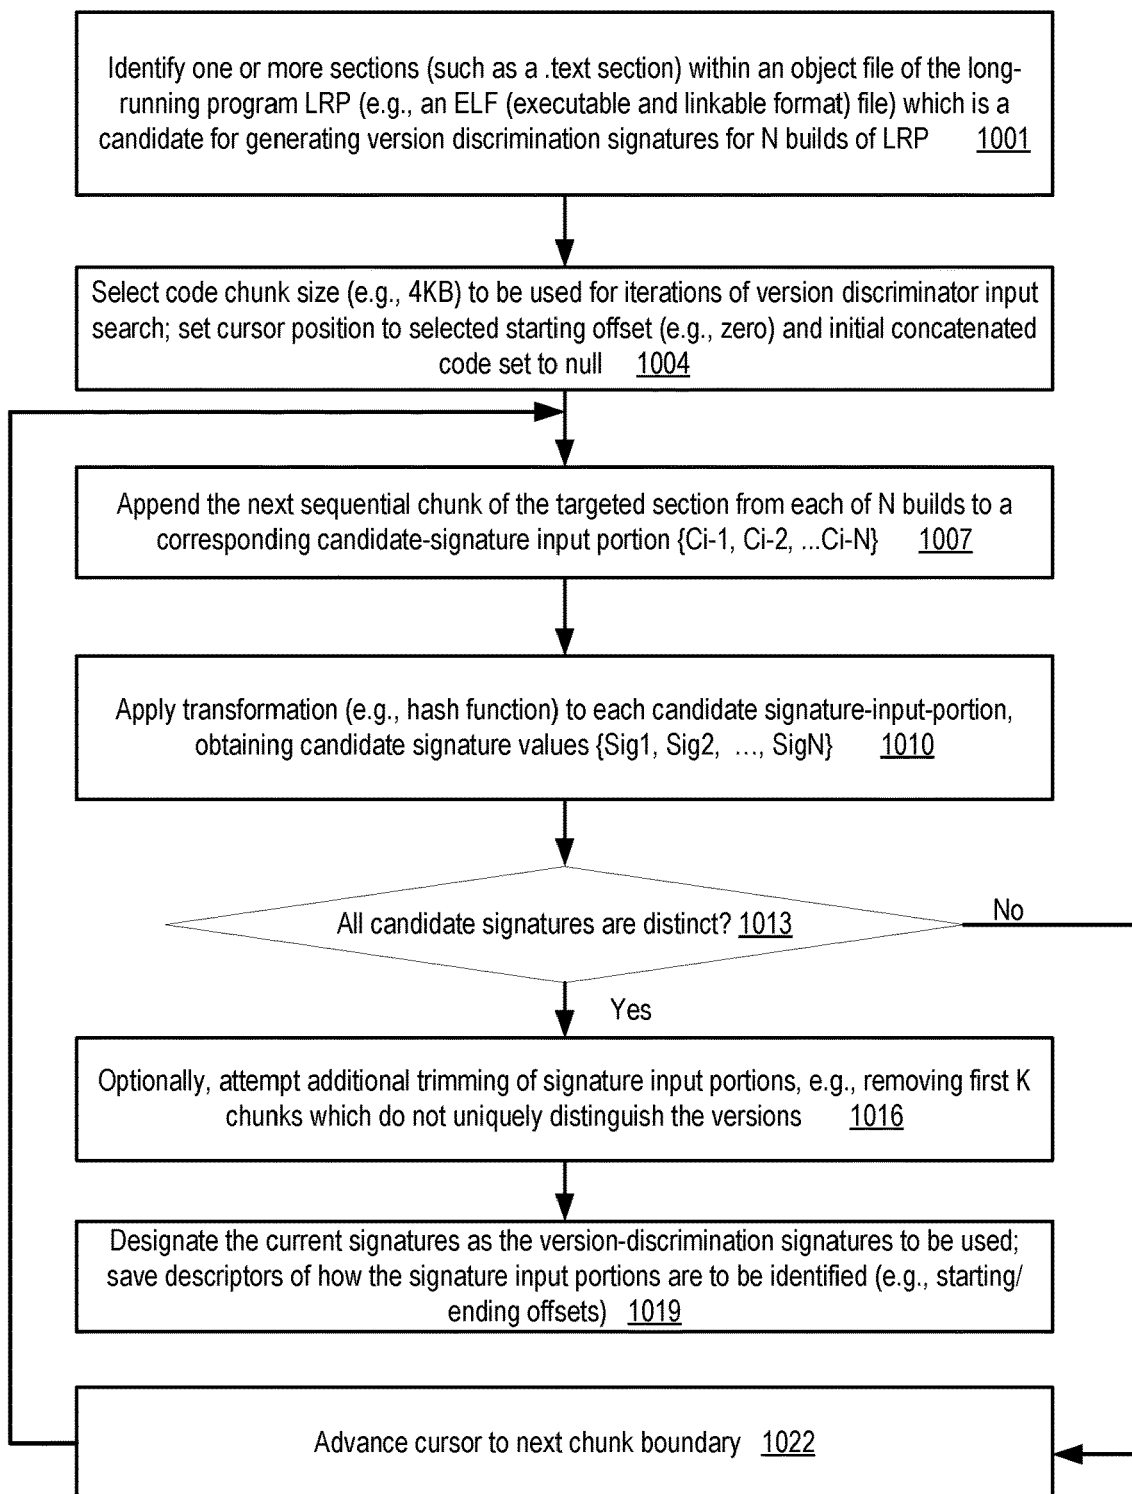 Identify one or more sections (such as a .text section) within an object file of the long-
running program LRP (e.g., an ELF (executable and linkable format) file) which is a
candidate for generating version discrimination signatures for N builds of LRP 1001
Select code chunk size (e.g., 4KB) to be used for iterations of version discriminator input
search; set cursor position to selected starting offset (e.g., zero) and initial concatenated
code set to null 1004
Append the next sequential chunk of the targeted section from each of N builds to a
corresponding candidate-signature input portion {Ci-1, Ci-2, ...Ci-N} 1007
Apply transformation (e.g., hash function) to each candidate signature-input-portion,
obtaining candidate signature values {Sig1, Sig2, …, SigN} 1010
All candidate signatures are distinct? 1013
No
Yes
Optionally, attempt additional trimming of signature input portions, e.g., removing first K
chunks which do not uniquely distinguish the versions 1016
Designate the current signatures as the version-discrimination signatures to be used;
save descriptors of how the signature input portions are to be identified (e.g., starting/
ending offsets) 1019
Advance cursor to next chunk boundary 1022